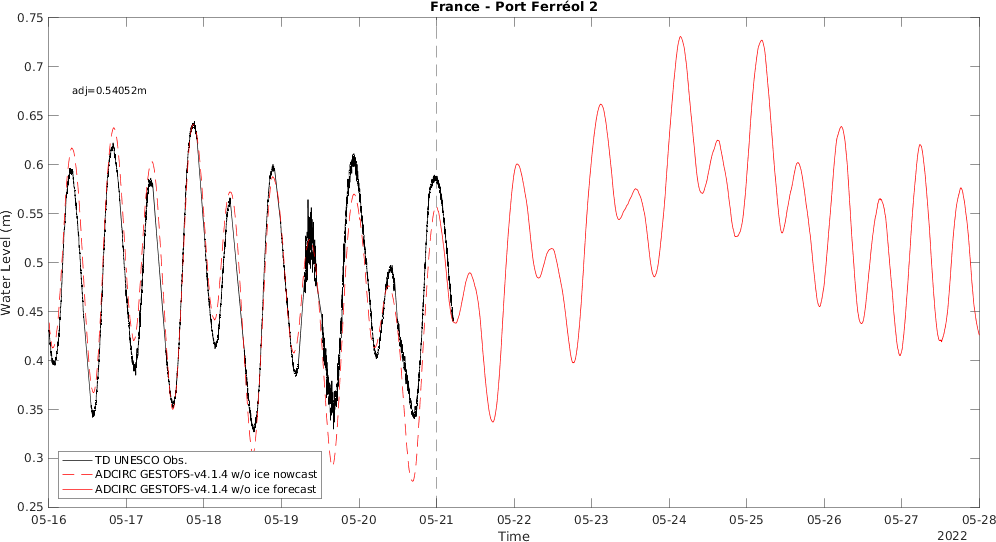 France - Port Ferréol 2
0.75
0.7
0.65
0.6
0.55
0.5
0.45
0.4
0.35
0.3
0.25
Water Level (m)
adj=0.54052m
TD UNESCO Obs.
ADCIRC GESTOFS-v4.1.4 w/o ice nowcast
ADCIRC GESTOFS-v4.1.4 w/o ice forecast
05-16 05-17 05-18 05-19 05-20 05-21 05-22 05-23 05-24 05-25 05-26 05-27 05-28
Time
2022